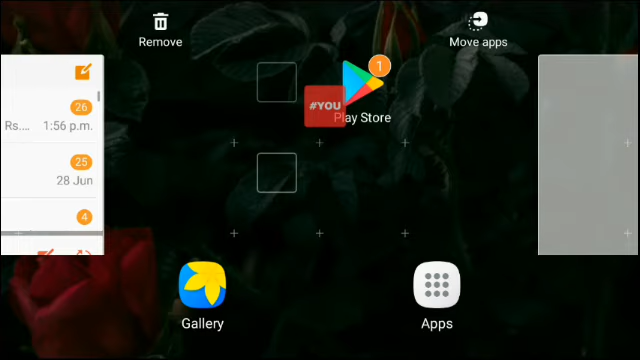 Remove
Move apps
1
26
Rs.... 1:56 p.m.
#YOU
Play Store
25
28 Jun
4
Gallery
Apps